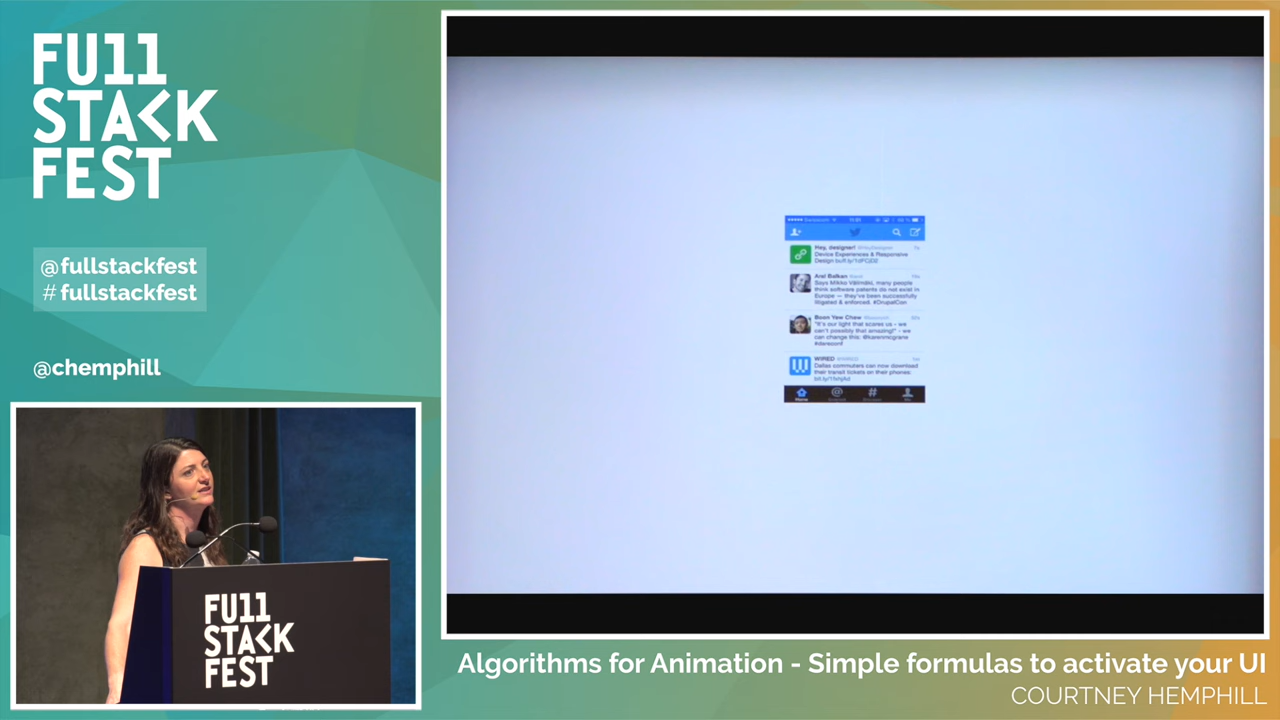 FULL
STACK
FEST
@fullstackfest
# fullstackfest
@chemphill
FULL
STACK
FEST
Hey, designer!
Device Experiences & Responsive
Aral Balkan
Says Mikko Välimäki, many people
think software patents do not exist in
Europe — they've been successfully
litigated & enforced. #DrupalCon
Boon Yew Chew
"It's our light that scares us - we
can't possibly that amazing!" - we
can change this: @karenmcgrane
#dareconf
WIRED @WIRED
Dallas commuters can now download
their transit tickets on their phones:
Home
Me
Algorithms for Animation - Simple formulas to activate your UI
COURTNEY HEMPHILL